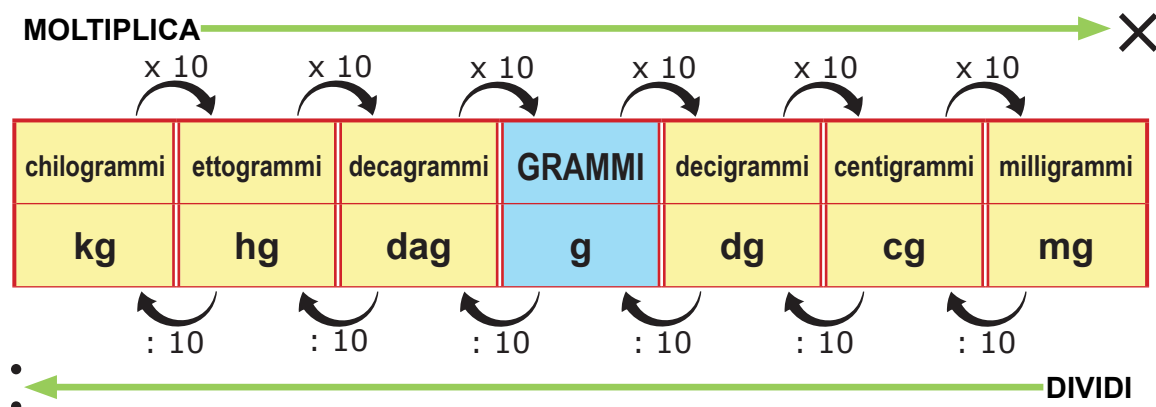 MOLTIPLICA ×
x 10 x 10 x 10 x 10 x 10 x 10
chilogrammi ettogrammi decagrammi GRAMMI decigrammi centigrammi milligrammi
kg hg dag g dg cg mg
: 10 : 10 : 10 : 10 : 10 : 10
: DIVIDI